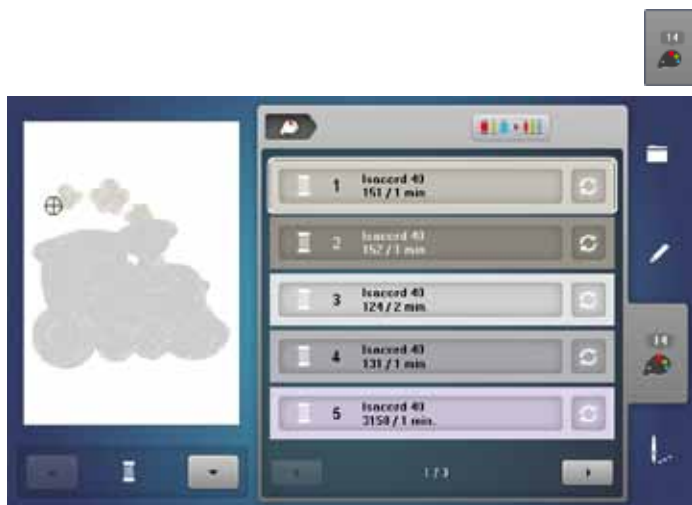 14
1 Isacord 40
151 / 1 min
2 Isacord 40
152 / 1 min
3 Isacord 40
124 / 2 min
14
4 Isacord 40
131 / 1 min
5 Isacord 40
3150 / 1 min.
1 / 3